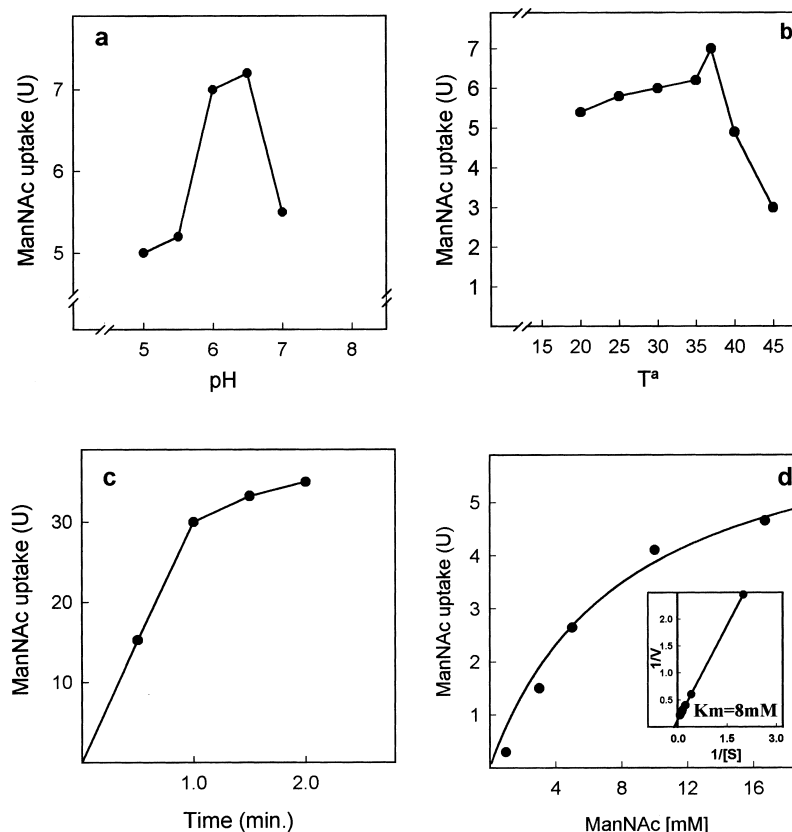 a
ManNAc uptake (U)
7
6
5
5 6 7 8
pH
b
ManNAc uptake (U)
7
6
5
4
3
2
1
15 20 25 30 35 40 45
Tª
c
ManNAc uptake (U)
30
20
10
1.0 2.0
Time (min.)
d
ManNAc uptake (U)
5
4
3
2
1
4 8 12 16
ManNAc [mM]
1/V
2.0
1.5
1.0
0.5
0.0 1.5 3.0
1/[S]
Km=8mM